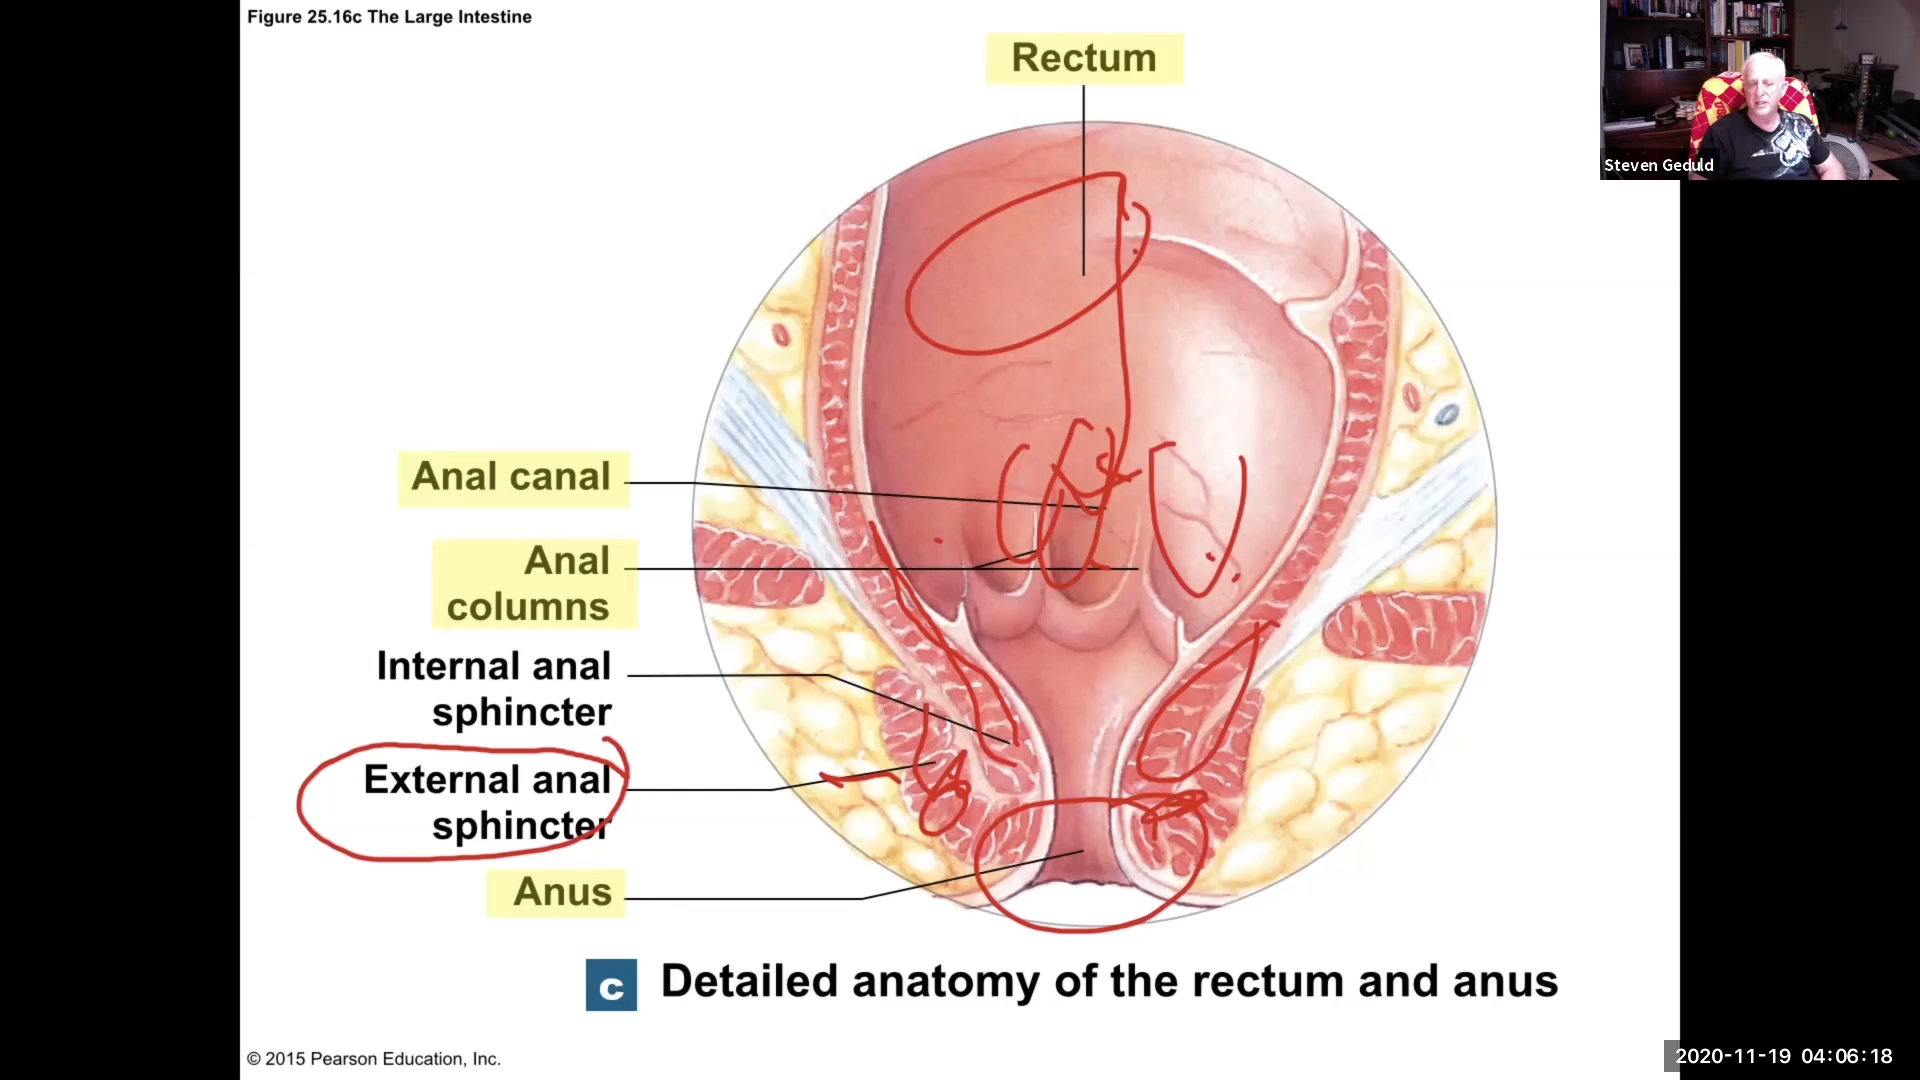 Figure 25.16c The Large Intestine
Rectum
Steven Geduld
Anal canal
Anal
columns
Internal anal
sphincter
External anal
sphincter
Anus
c Detailed anatomy of the rectum and anus
© 2015 Pearson Education, Inc.
2020-11-19 04:06:18